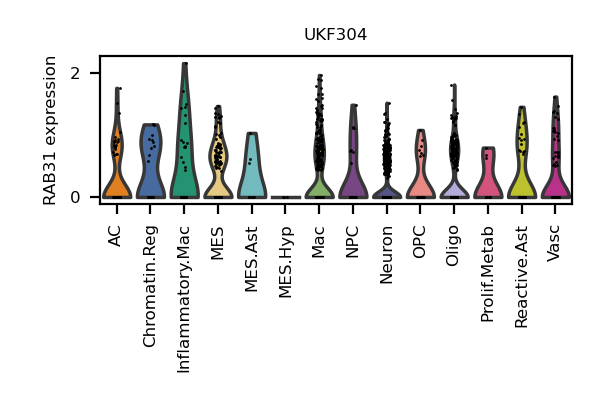 UKF304
RAB31 expression
2
0
AC
Chromatin.Reg
Inflammatory.Mac
MES
MES.Ast
MES.Hyp
Mac
NPC
Neuron
OPC
Oligo
Prolif.Metab
Reactive.Ast
Vasc